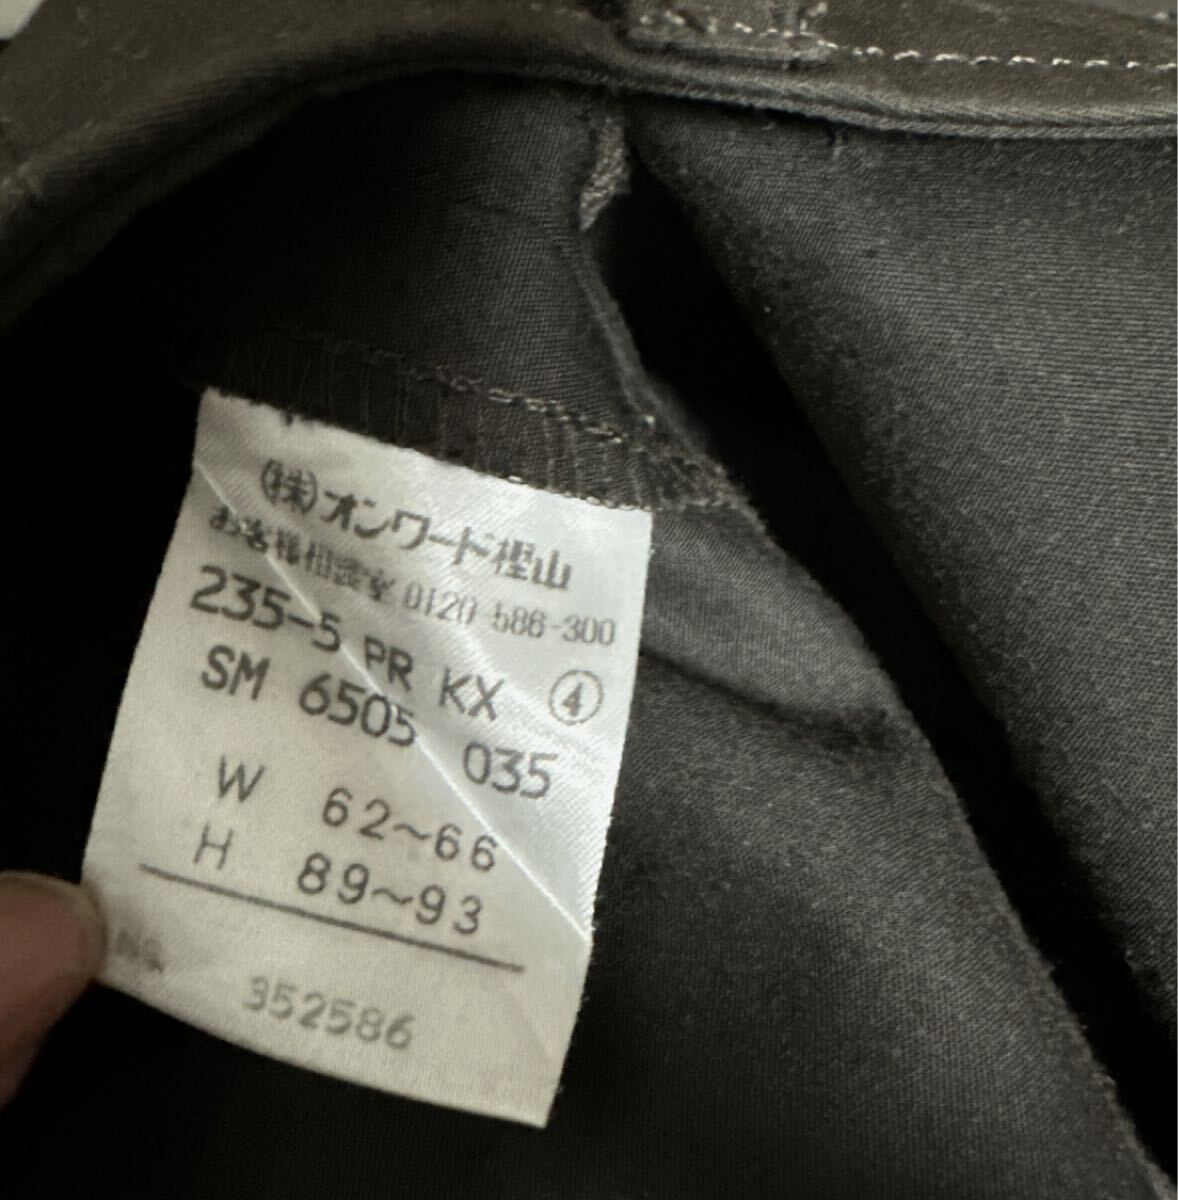 (株)オンワード樫山
お客様相談室 0120 586-300
235-5 PR KX ④
SM 6505 035
W 62~66
H 89~93
352586